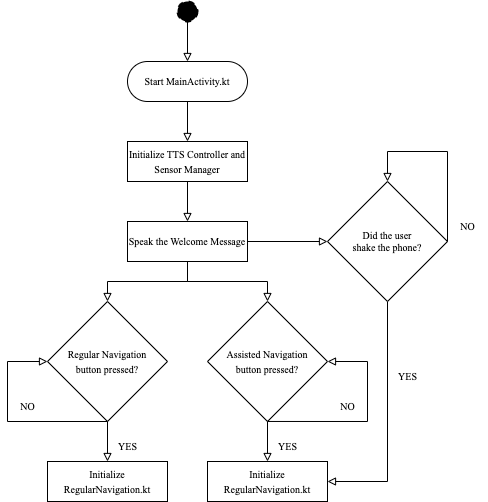 Start MainActivity.kt
Initialize TTS Controller and
Sensor Manager
Speak the Welcome Message
Did the user
shake the phone?
NO
Regular Navigation
button pressed?
Assisted Navigation
button pressed?
YES
NO
NO
YES
YES
Initialize
RegularNavigation.kt
Initialize
RegularNavigation.kt